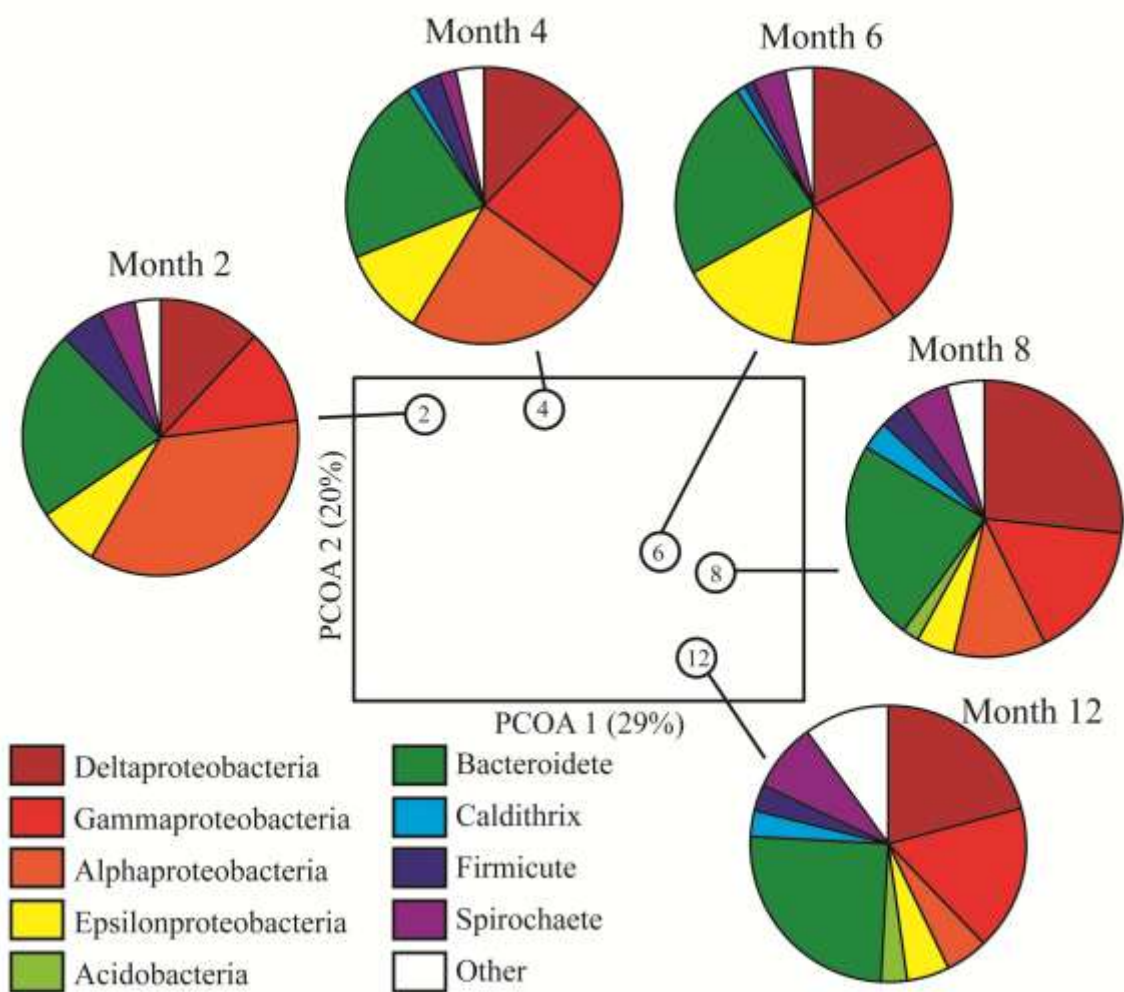 Month 4
Month 6
Month 2
Month 8
2
4
6
8
12
PCOA 2 (20%)
PCOA 1 (29%)
Month 12
Deltaproteobacteria
Gammaproteobacteria
Alphaproteobacteria
Epsilonproteobacteria
Acidobacteria
Bacteroidete
Caldithrix
Firmicute
Spirochaete
Other